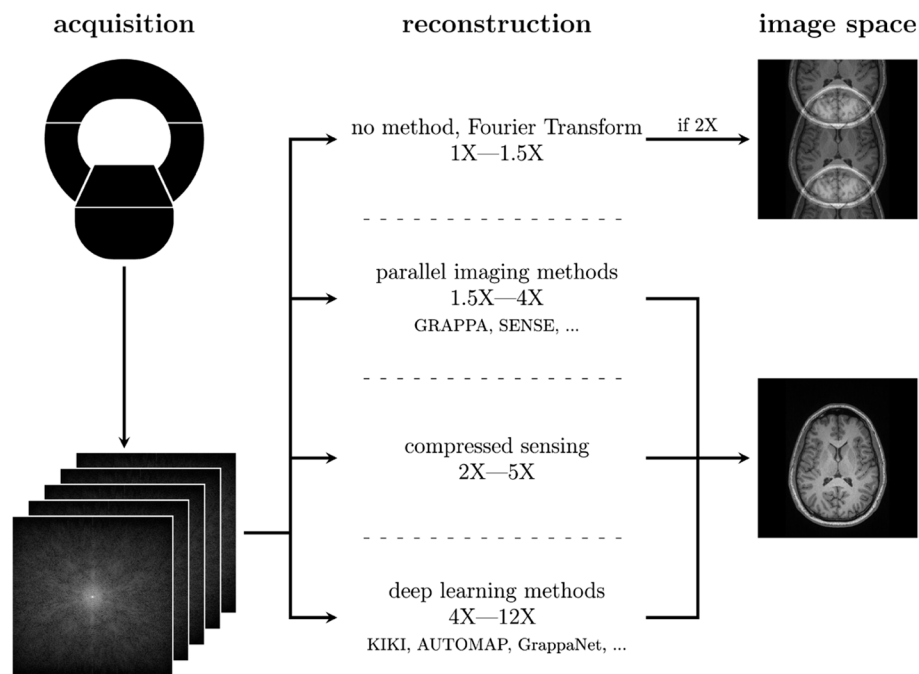 acquisition
reconstruction
image space
no method, Fourier Transform
1X—1.5X
if 2X
parallel imaging methods
1.5X—4X
GRAPPA, SENSE, ...
compressed sensing
2X—5X
deep learning methods
4X—12X
KIKI, AUTOMAP, GrappaNet, ...